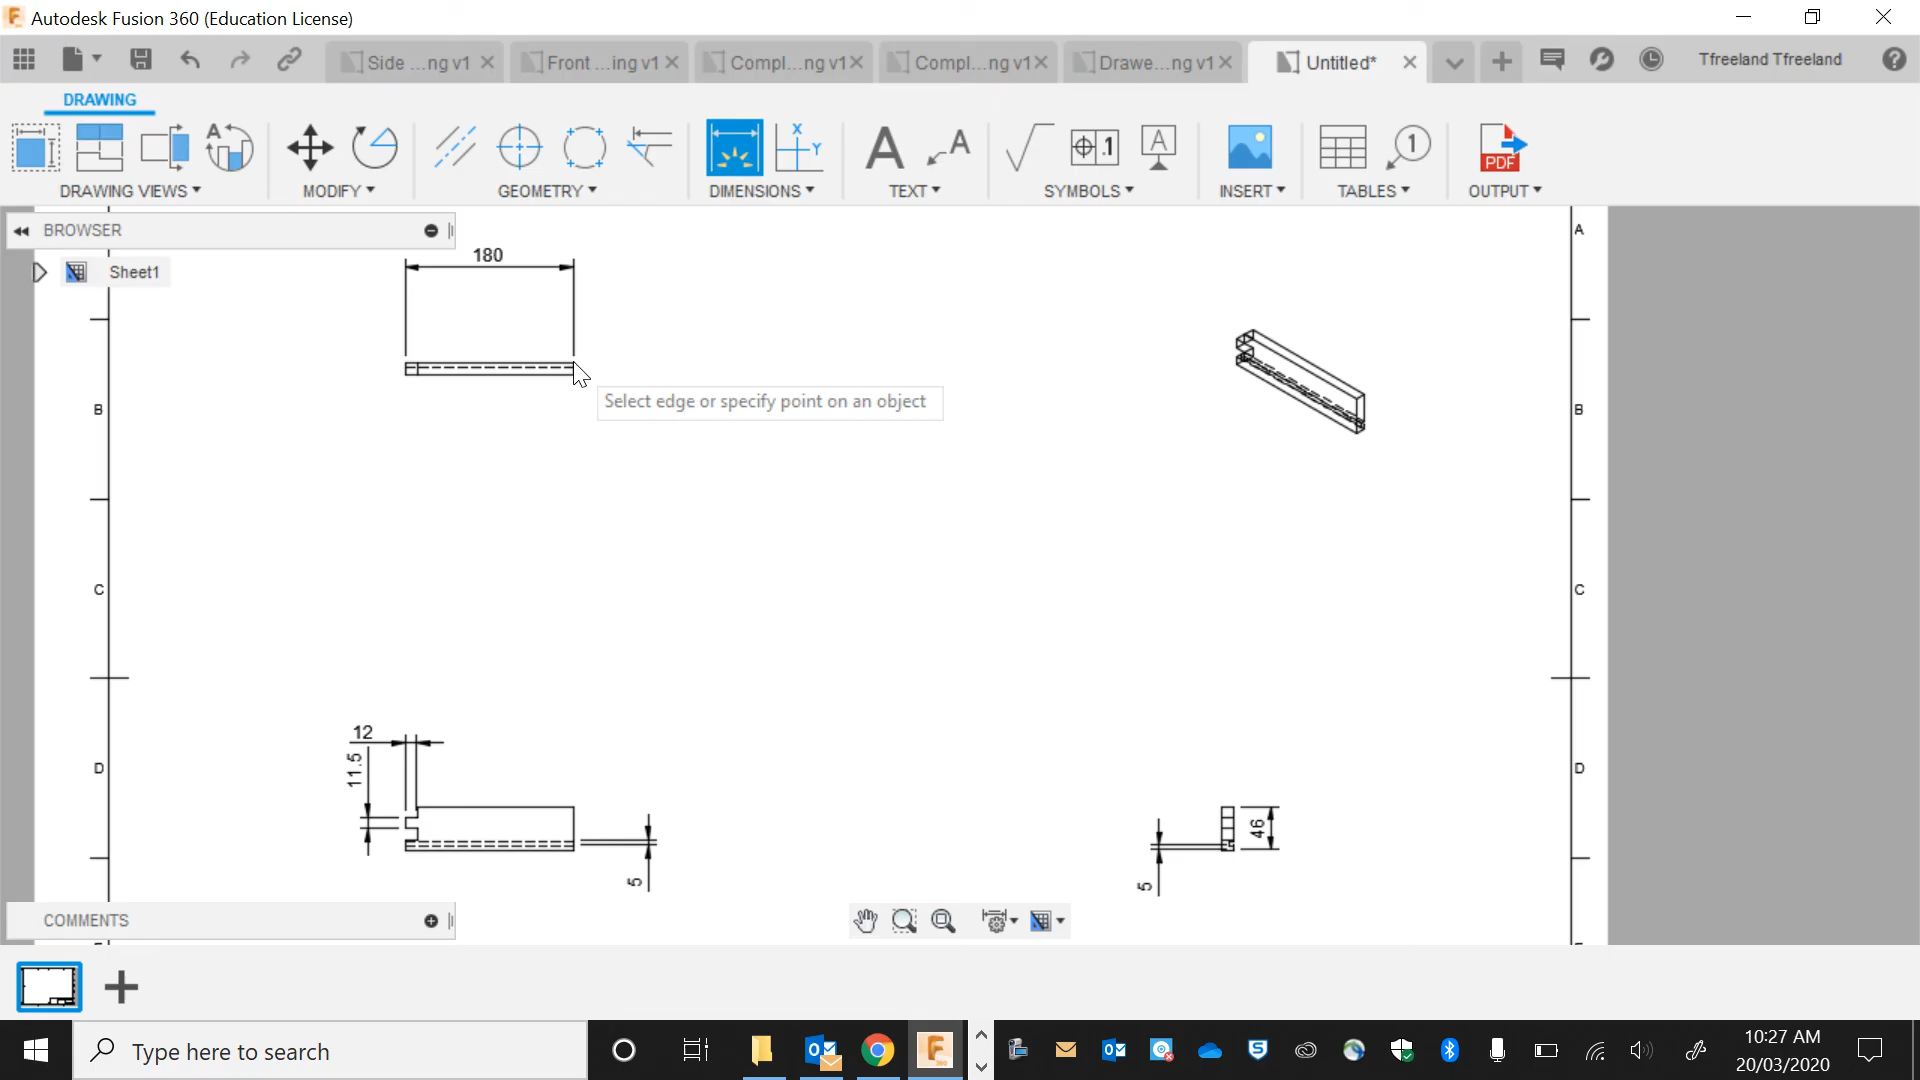 Autodesk Fusion 360 (Education License)
Side ...ng v1
Front ...ing v1
Compl...ng v1
Compl...ng v1
Drawe...ng v1
Untitled*
Tfreeland Tfreeland
DRAWING
DRAWING VIEWS
MODIFY
GEOMETRY
DIMENSIONS
TEXT
SYMBOLS
INSERT
TABLES
OUTPUT
BROWSER
Sheet1
180
Select edge or specify point on an object
A
B
B
C
C
D
D
12
11.5
5
5
46
COMMENTS
Type here to search
10:27 AM
20/03/2020